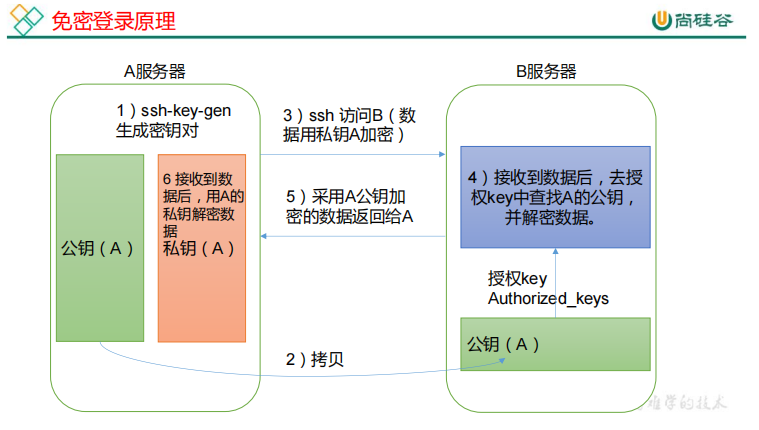 免密登录原理
尚硅谷
A服务器
B服务器
1）ssh-key-gen
生成密钥对
3）ssh 访问B（数
据用私钥A加密）
6 接收到数
据后，用A的
私钥解密数
据
公钥（A）
私钥（A）
4）接收到数据后，去授
权key中查找A的公钥，
并解密数据。
5）采用A公钥加
密的数据返回给A
授权key
Authorized_keys
公钥（A）
2）拷贝
学的技术